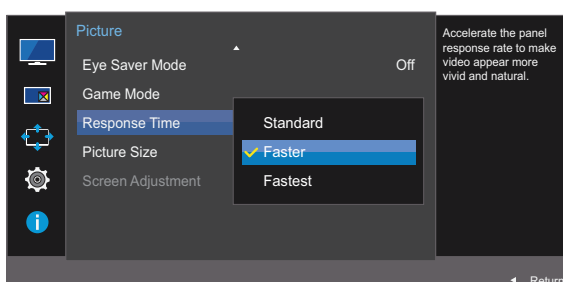 Picture
Eye Saver Mode Off
Game Mode
Response Time
Picture Size
Screen Adjustment
Standard
Faster
Fastest
Accelerate the panel
response rate to make
video appear more
vivid and natural.
Return